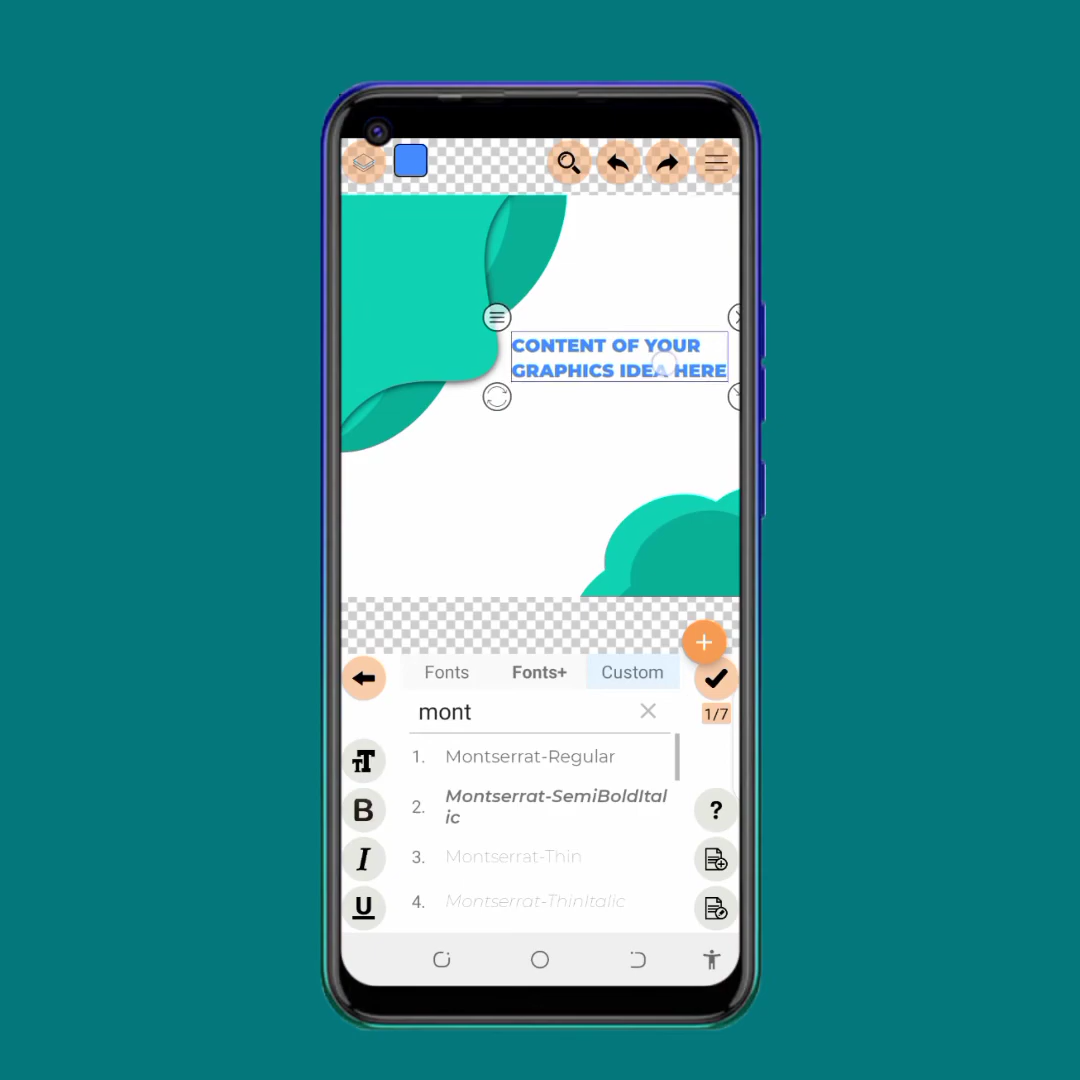 CONTENT OF YOUR
GRAPHICS IDEA HERE
Fonts Fonts+ Custom
mont
1/7
1. Montserrat-Regular
2. Montserrat-SemiBoldItal
ic
3. Montserrat-Thin
4. Montserrat-ThinItalic
TT
B
I
U
?